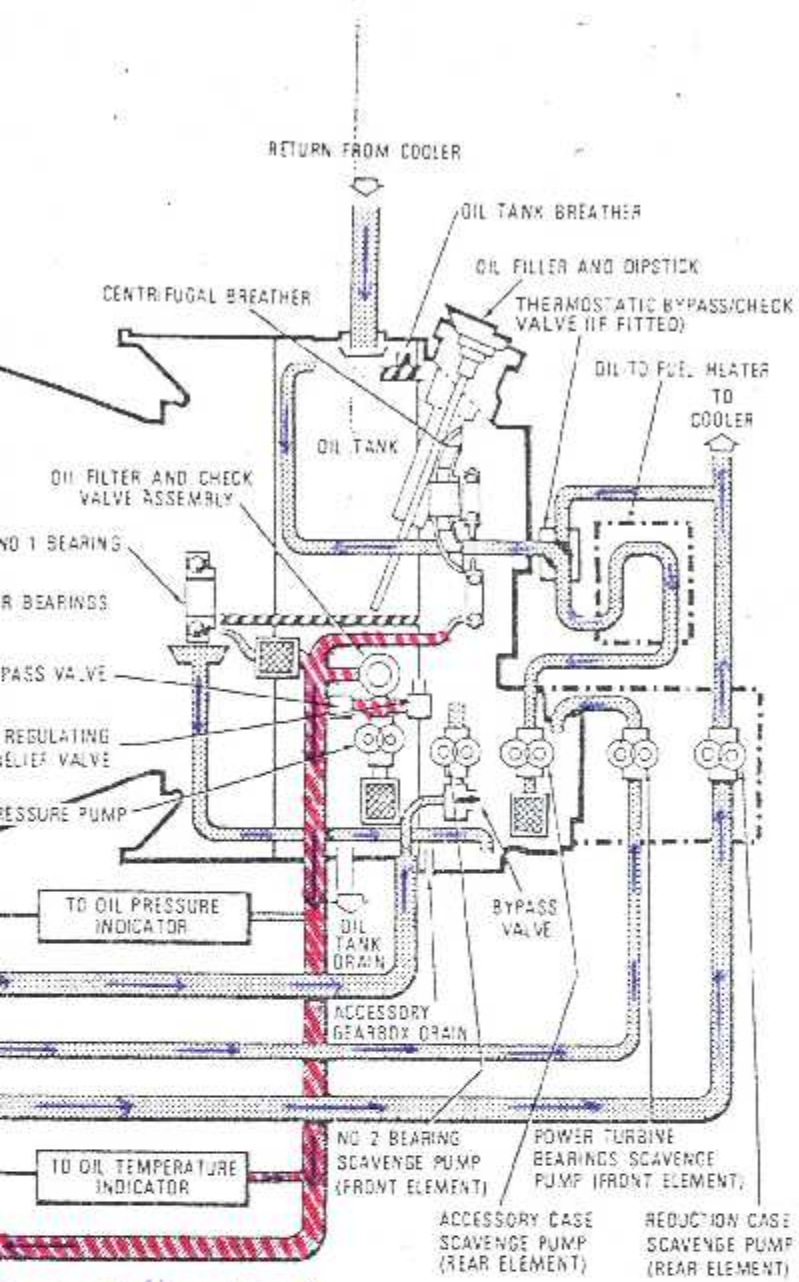 RETURN FROM COOLER
OIL TANK BREATHER
OIL FILLER AND DIPSTICK
CENTRIFUGAL BREATHER
THERMOSTATIC BYPASS/CHECK
VALVE (IF FITTED)
OIL TO FUEL HEATER
TO
COOLER
OIL TANK
OIL FILTER AND CHECK
VALVE ASSEMBLY
NO 1 BEARING
R BEARINGS
PASS VALVE
REGULATING
RELIEF VALVE
RESSURE PUMP
TO OIL PRESSURE
INDICATOR
OIL
TANK
DRAIN
BYPASS
VALVE
ACCESSORY
GEARBOX DRAIN
TO OIL TEMPERATURE
INDICATOR
NO 2 BEARING
SCAVENGE PUMP
(FRONT ELEMENT)
POWER TURBINE
BEARINGS SCAVENGE
PUMP (FRONT ELEMENT)
ACCESSORY CASE
SCAVENGE PUMP
(REAR ELEMENT)
REDUCTION CASE
SCAVENGE PUMP
(REAR ELEMENT)